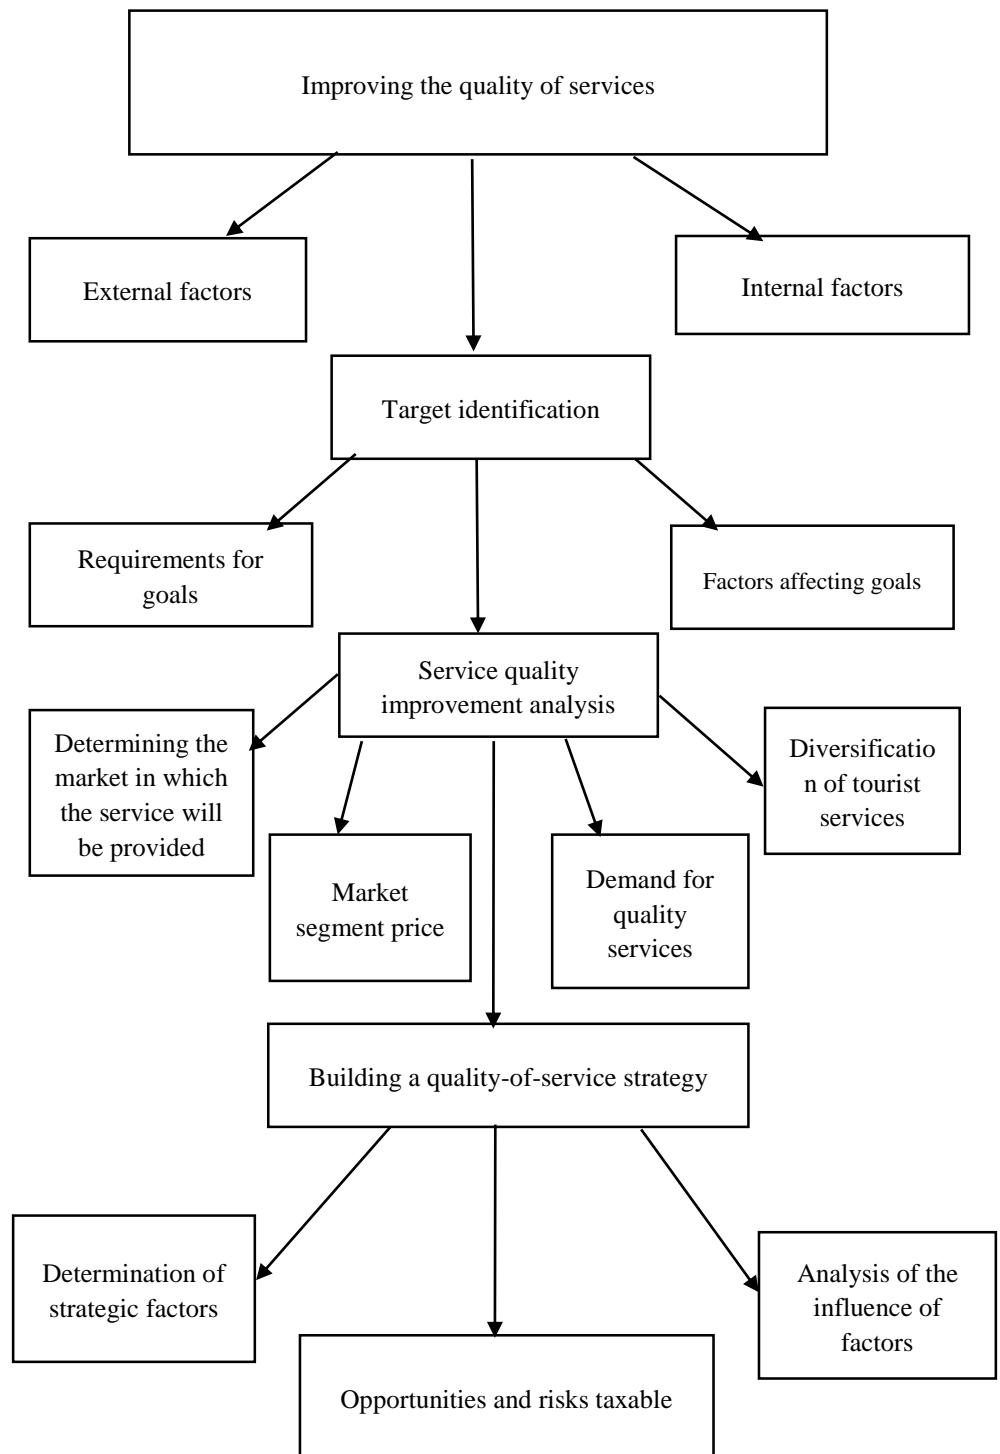 Improving the quality of services
External factors
Internal factors
Target identification
Requirements for
goals
Factors affecting goals
Service quality
improvement analysis
Determining the
market in which
the service will
be provided
Diversificatio
n of tourist
services
Market
segment price
Demand for
quality
services
Building a quality-of-service strategy
Determination of
strategic factors
Analysis of the
influence of
factors
Opportunities and risks taxable